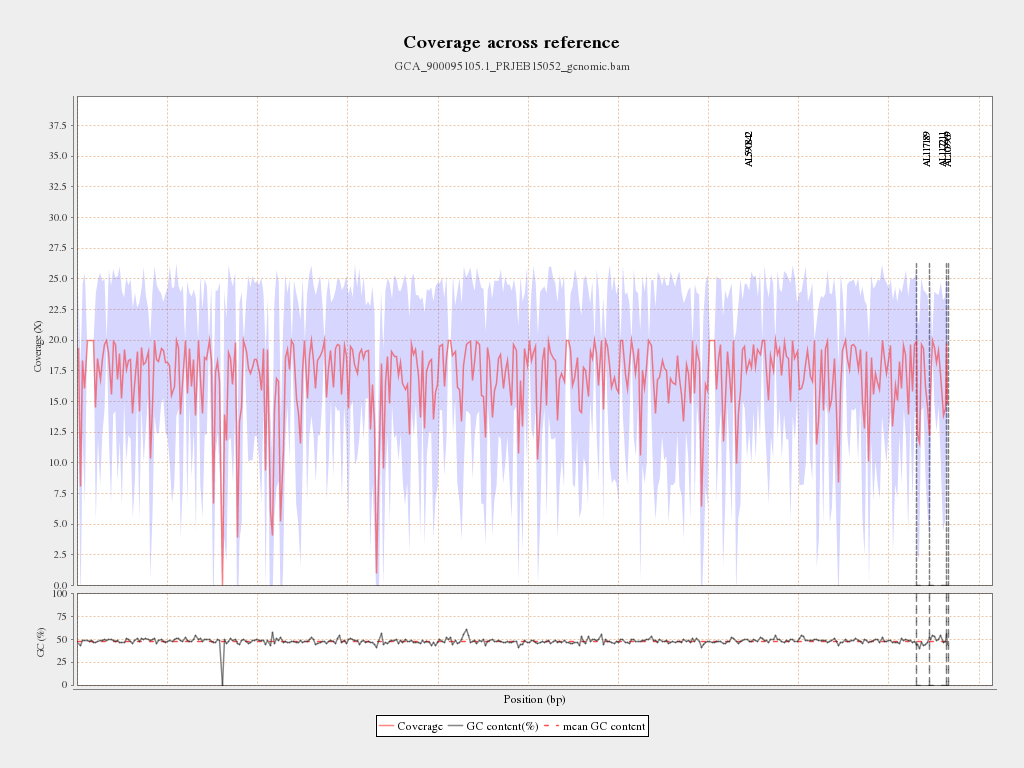 Coverage across reference
GCA_900095105.1_PRJEB15052_genomic.bam
37.5
35.0
32.5
30.0
27.5
25.0
22.5
20.0
17.5
15.0
12.5
10.0
7.5
5.0
2.5
0.0
Coverage (X)
AL590842
AL117189
AL117211
AL109969
100
75
50
25
0
GC (%)
Position (bp)
Coverage GC content(%) mean GC content